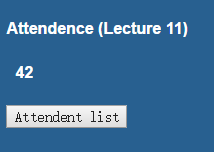 Attendence (Lecture 11)
42
Attendent list